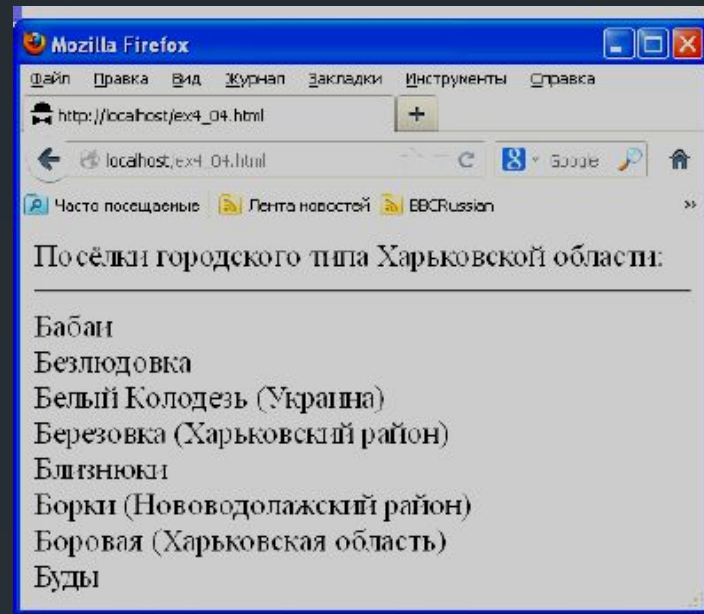 Mozilla Firefox
Файл Правка Вид Журнал Закладки Инструменты Справка
http://localhost/ex4_04.html +
localhost/ex4_04.html 8 Google
Часто посещаемые Лента новостей BBCRussian »
Посёлки городского типа Харьковской области:
Бабаи
Безлюдовка
Белый Колодезь (Украина)
Березовка (Харьковский район)
Близнюки
Борки (Нововодолажский район)
Боровая (Харьковская область)
Буды